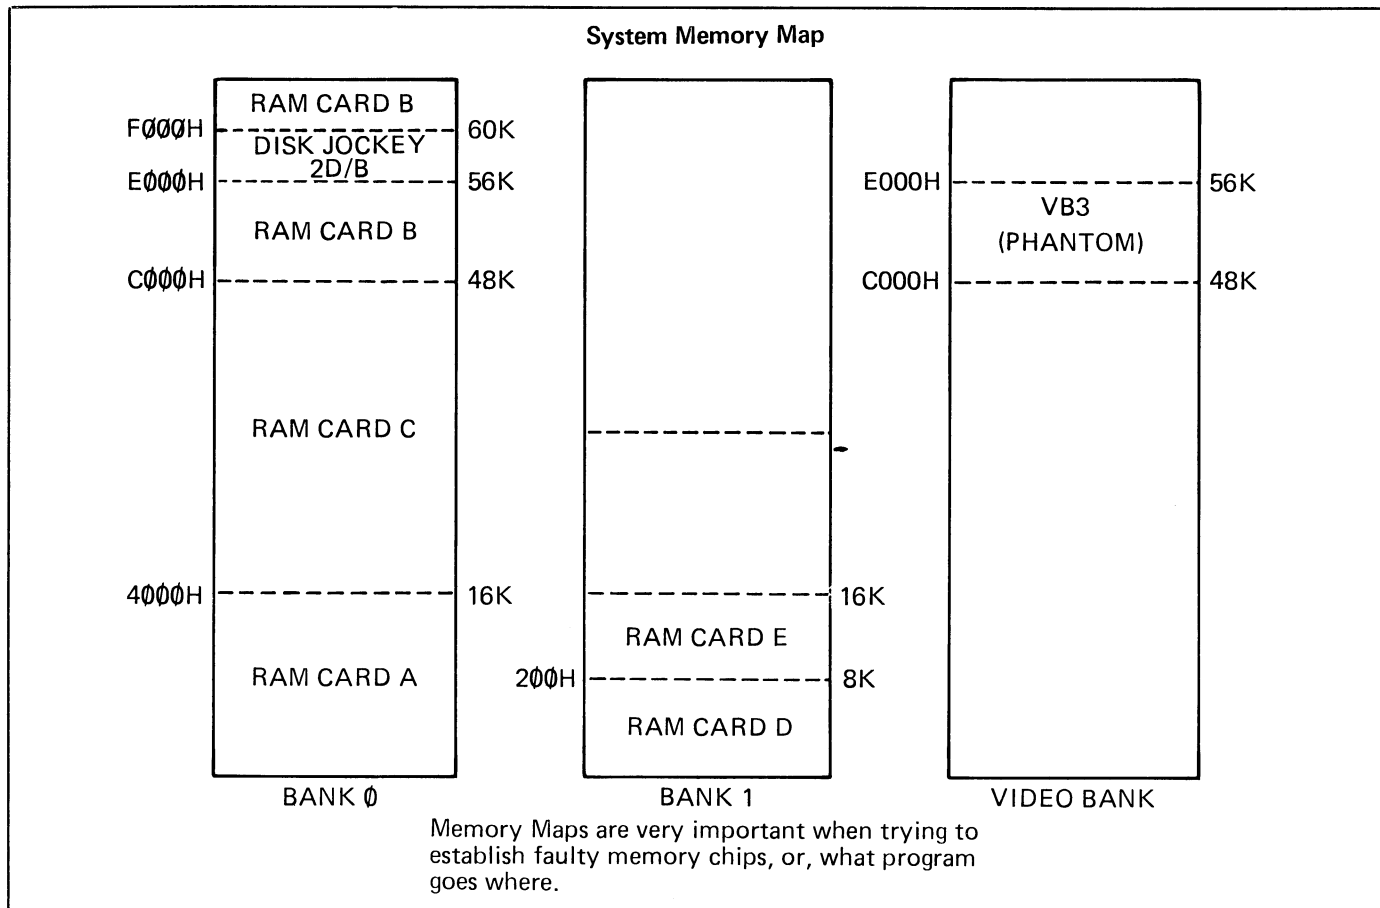 System Memory Map
RAM CARD B
FØØØH
60K
DISK JOCKEY
2D/B
EØØØH
56K
RAM CARD B
CØØØH
48K
RAM CARD C
4ØØØH
16K
RAM CARD A
BANK Ø
16K
RAM CARD E
2ØØH
8K
RAM CARD D
BANK 1
E000H
56K
VB3
(PHANTOM)
C000H
48K
VIDEO BANK
Memory Maps are very important when trying to
establish faulty memory chips, or, what program
goes where.